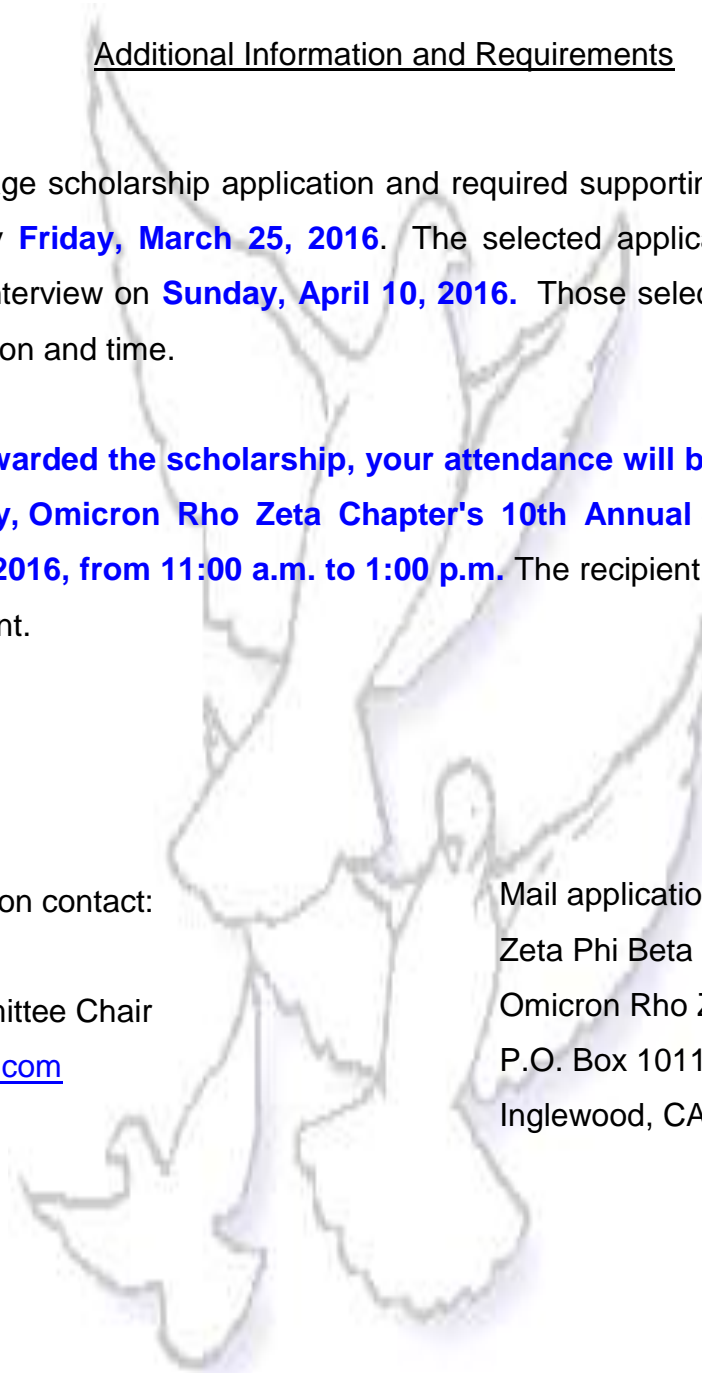 Additional Information and Requirements
ge scholarship application and required supportin
Friday, March 25, 2016. The selected applica
nterview on Sunday, April 10, 2016. Those selec
on and time.
warded the scholarship, your attendance will b
y, Omicron Rho Zeta Chapter's 10th Annual
2016, from 11:00 a.m. to 1:00 p.m. The recipient
nt.
on contact:
ittee Chair
.com
Mail applicatio
Zeta Phi Beta
Omicron Rho Z
P.O. Box 1011
Inglewood, CA